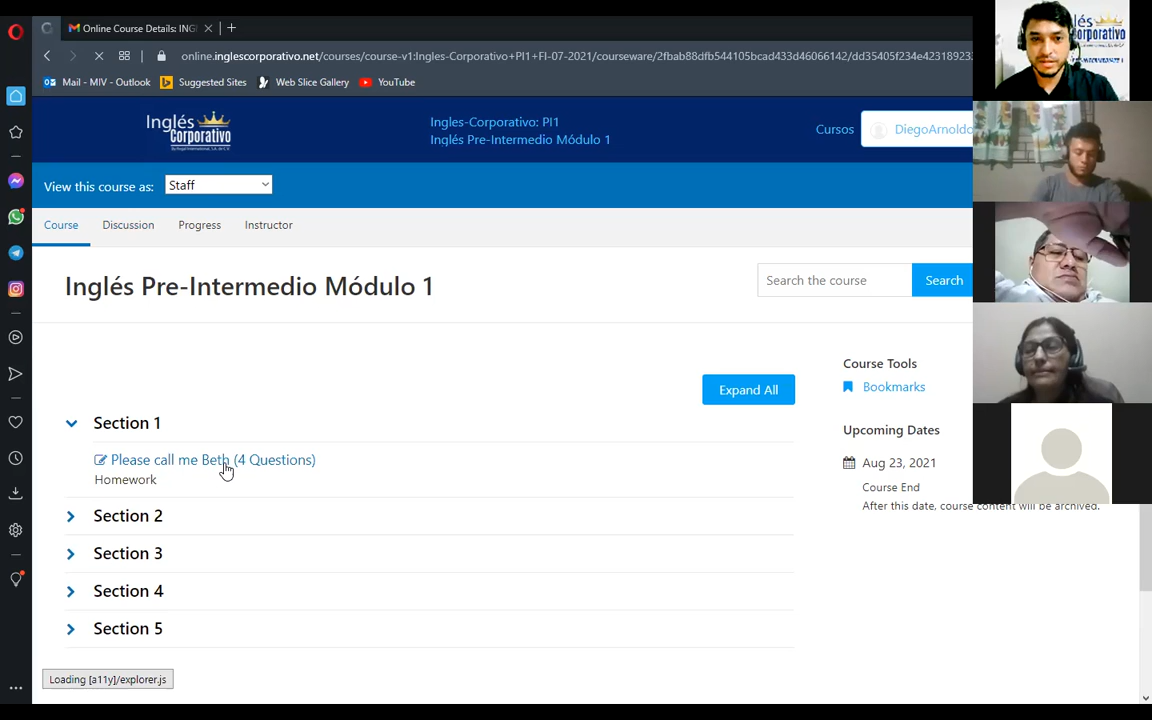 Online Course Details: ING
online.inglescorporativo.net/courses/course-v1:Ingles-Corporativo+PI1+FI-07-2021/courseware/2fbab88dfb544105bcad433d46066142/dd35405f234e42318923
Mail - MIV - Outlook
Suggested Sites
Web Slice Gallery
YouTube
Inglés
Corporativo
Ingles-Corporativo: PI1
Inglés Pre-Intermedio Módulo 1
Cursos
DiegoArnoldo
View this course as:
Staff
Course
Discussion
Progress
Instructor
Inglés Pre-Intermedio Módulo 1
Search the course
Search
Course Tools
Bookmarks
Expand All
Upcoming Dates
Aug 23, 2021
Course End
After this date, course content will be archived.
Section 1
Please call me Beth (4 Questions)
Homework
Section 2
Section 3
Section 4
Section 5
Loading [a11y]/explorer.js